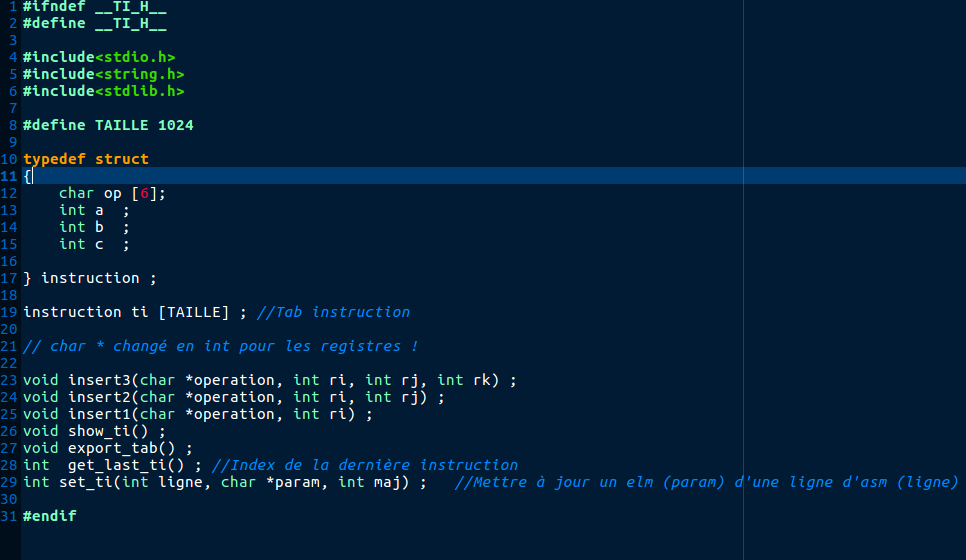 1 #ifndef __TI_H__
2 #define __TI_H__
3
4 #include<stdio.h>
5 #include<string.h>
6 #include<stdlib.h>
7
8 #define TAILLE 1024
9
10 typedef struct
11 {
12     char op [6];
13     int a  ;
14     int b  ;
15     int c  ;
16
17 } instruction ;
18
19 instruction ti [TAILLE] ; //Tab instruction
20
21 // char * changé en int pour les registres !
22
23 void insert3(char *operation, int ri, int rj, int rk) ;
24 void insert2(char *operation, int ri, int rj) ;
25 void insert1(char *operation, int ri) ;
26 void show_ti() ;
27 void export_tab() ;
28 int  get_last_ti() ; //Index de la dernière instruction
29 int set_ti(int ligne, char *param, int maj) ;   //Mettre à jour un elm (param) d'une ligne d'asm (ligne)
30
31 #endif